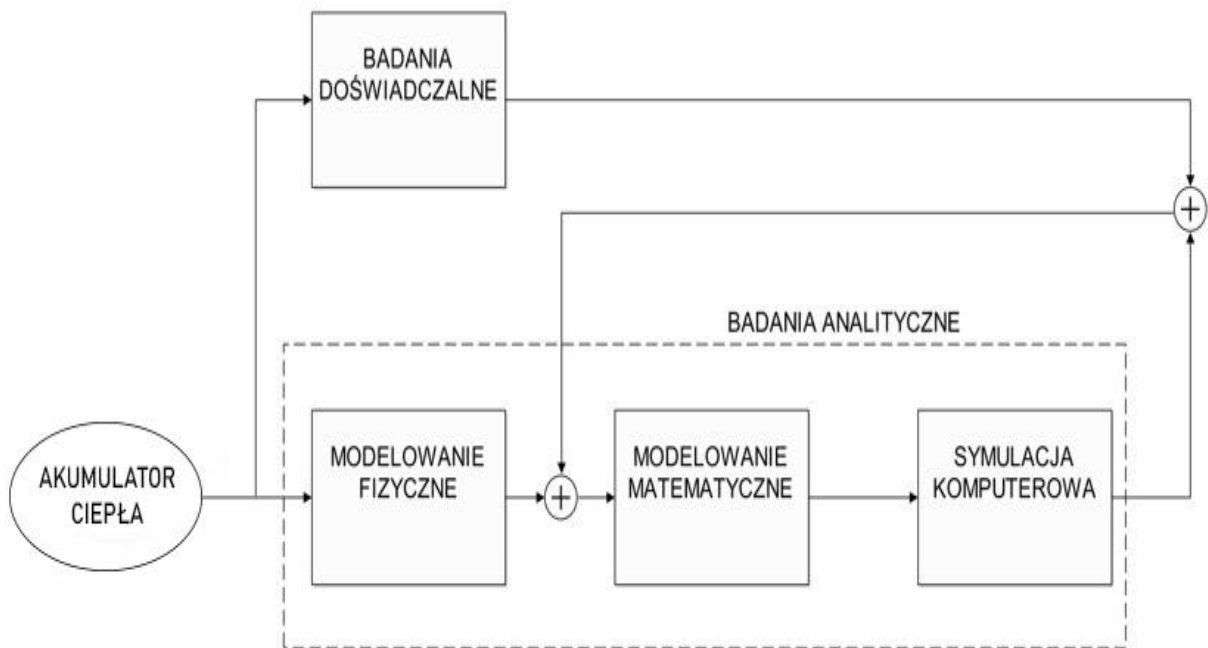 BADANIA
DOŚWIADCZALNE
BADANIA ANALITYCZNE
AKUMULATOR
CIEPŁA
MODELOWANIE
FIZYCZNE
MODELOWANIE
MATEMATYCZNE
SYMULACJA
KOMPUTEROWA